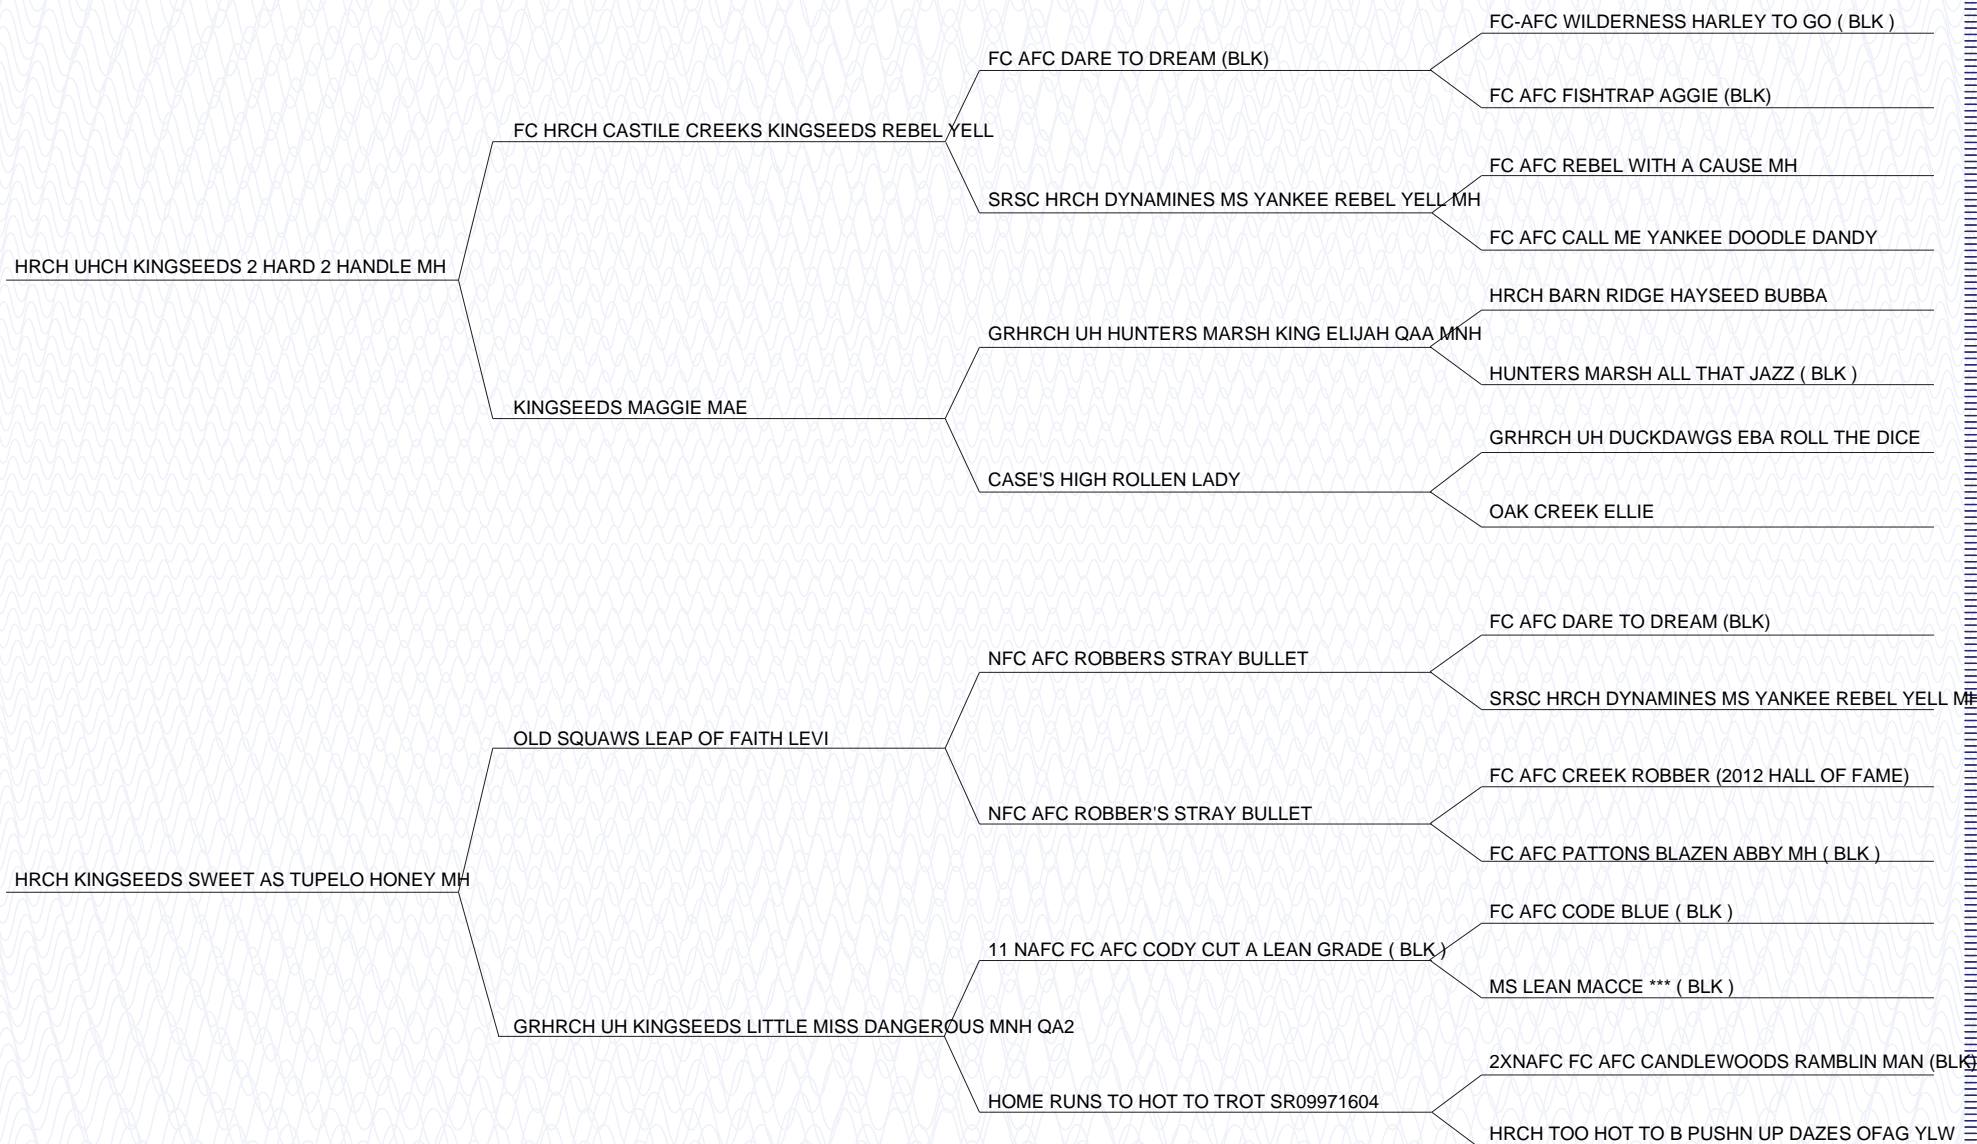 FC-AFC WILDERNESS HARLEY TO GO ( BLK )
FC AFC DARE TO DREAM (BLK)
FC AFC FISHTRAP AGGIE (BLK)
FC HRCH CASTILE CREEKS KINGSEEDS REBEL YELL
FC AFC REBEL WITH A CAUSE MH
SRSC HRCH DYNAMINES MS YANKEE REBEL YELL MH
FC AFC CALL ME YANKEE DOODLE DANDY
HRCH UHCH KINGSEEDS 2 HARD 2 HANDLE MH
HRCH BARN RIDGE HAYSEED BUBBA
GRHRCH UH HUNTERS MARSH KING ELIJAH QAA MNH
HUNTERS MARSH ALL THAT JAZZ ( BLK )
KINGSEEDS MAGGIE MAE
GRHRCH UH DUCKDAWGS EBA ROLL THE DICE
CASE'S HIGH ROLLEN LADY
OAK CREEK ELLIE
FC AFC DARE TO DREAM (BLK)
NFC AFC ROBBERS STRAY BULLET
SRSC HRCH DYNAMINES MS YANKEE REBEL YELL MH
OLD SQUAWS LEAP OF FAITH LEVI
FC AFC CREEK ROBBER (2012 HALL OF FAME)
NFC AFC ROBBER'S STRAY BULLET
FC AFC PATTONS BLAZEN ABBY MH ( BLK )
HRCH KINGSEEDS SWEET AS TUPELO HONEY MH
FC AFC CODE BLUE ( BLK )
11 NAFC FC AFC CODY CUT A LEAN GRADE ( BLK )
MS LEAN MACCE *** ( BLK )
GRHRCH UH KINGSEEDS LITTLE MISS DANGEROUS MNH QA2
2XNAFC FC AFC CANDLEWOODS RAMBLIN MAN (BLK)
HOME RUNS TO HOT TO TROT SR09971604
HRCH TOO HOT TO B PUSHN UP DAZES OFAG YLW